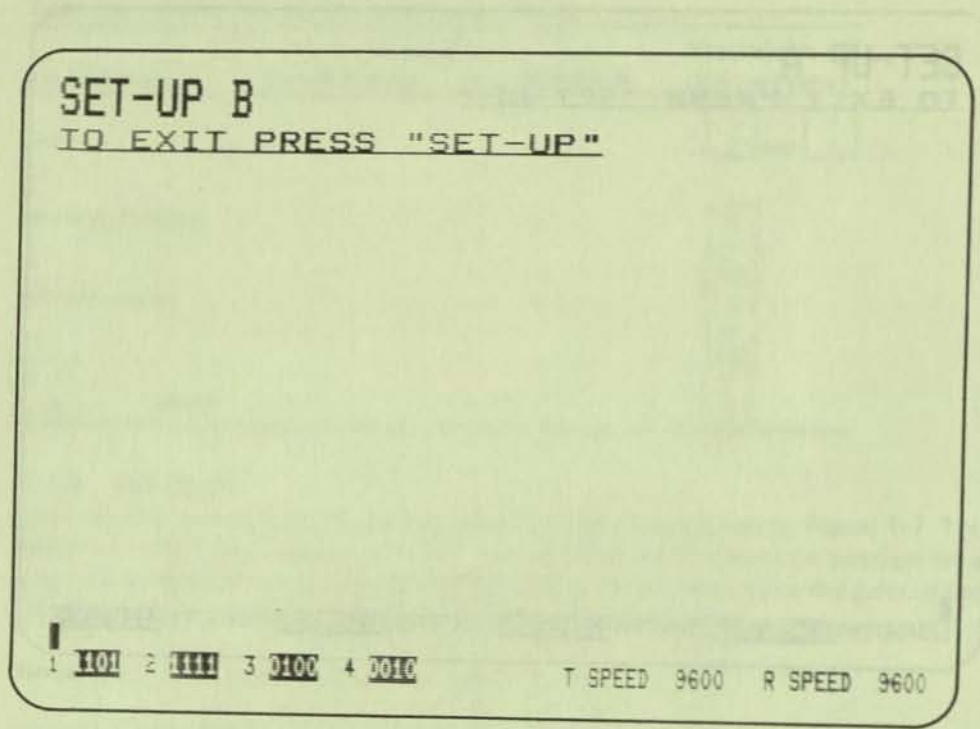 SET-UP B
TO EXIT PRESS "SET-UP"
1 1101 2 1111 3 0100 4 0010 T SPEED 9600 R SPEED 9600